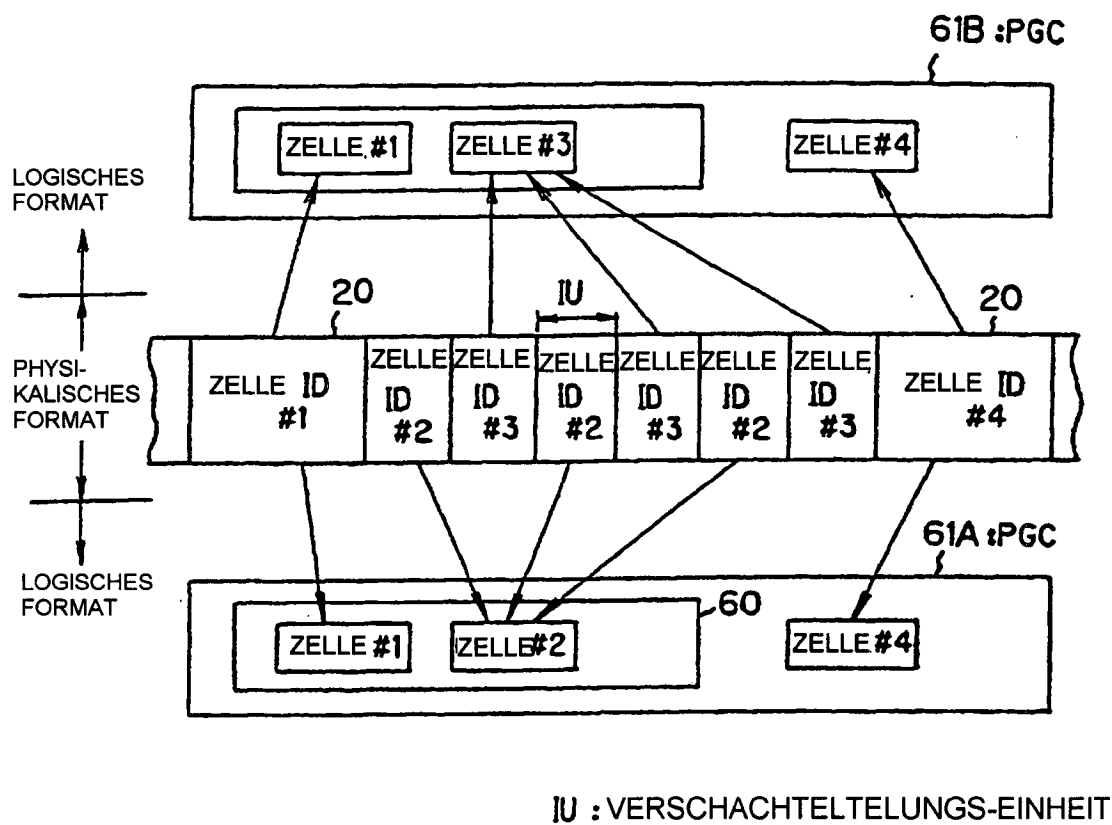 61B :PGC
ZELLE #1
ZELLE #3
ZELLE #4
LOGISCHES
FORMAT
20
IU
20
PHYSI-
KALISCHES
FORMAT
ZELLE ID
#1
ZELLE
ID
#2
ZELLE
ID
#3
ZELLE
ID
#2
ZELLE
ID
#3
ZELLE
ID
#2
ZELLE
ID
#3
ZELLE ID
#4
LOGISCHES
FORMAT
61A :PGC
60
ZELLE #1
ZELLE #2
ZELLE #4
IU : VERSCHACHTELTELUNGS-EINHEIT